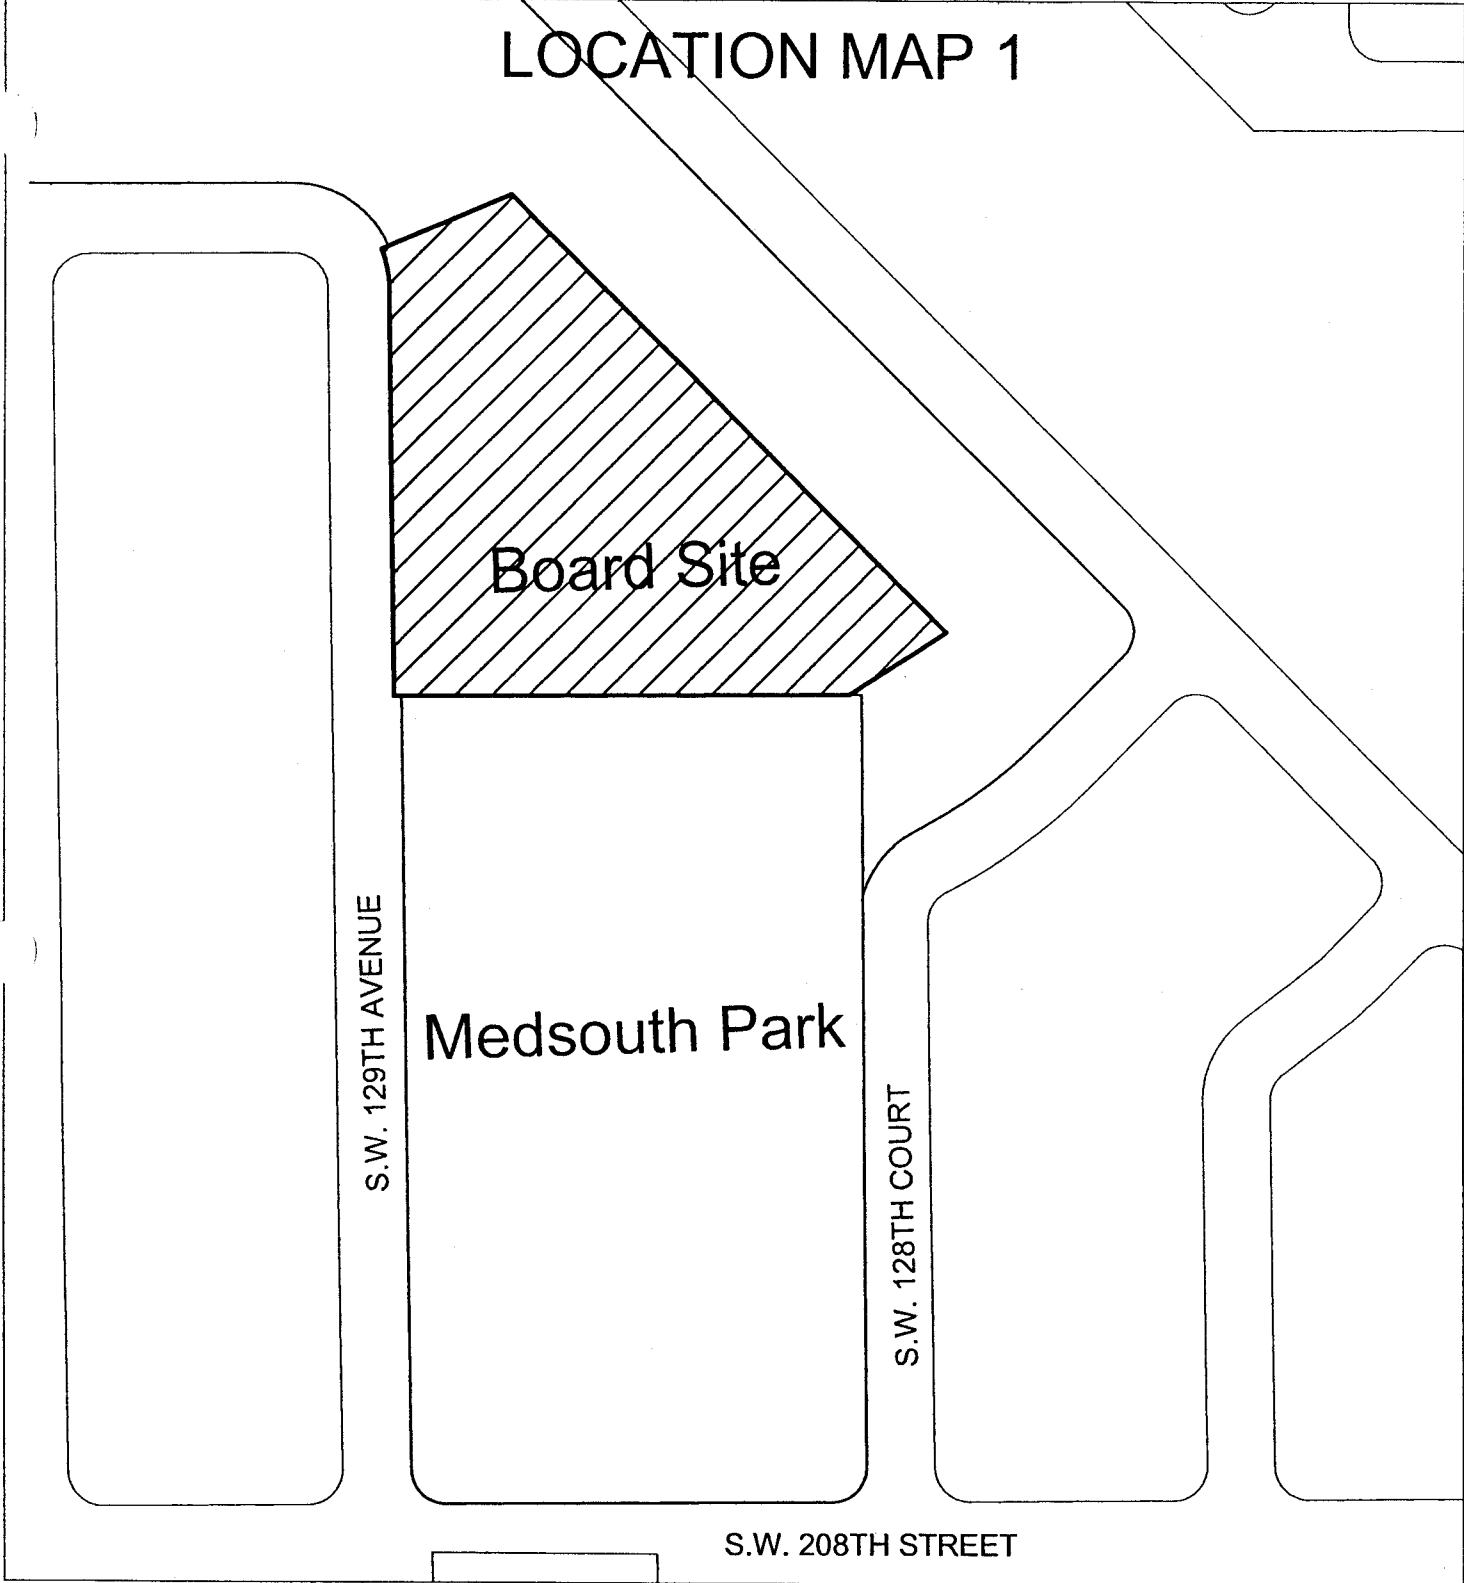 LOCATION MAP 1
Board Site
S.W. 129TH AVENUE
Medsouth Park
S.W. 128TH COURT
S.W. 208TH STREET